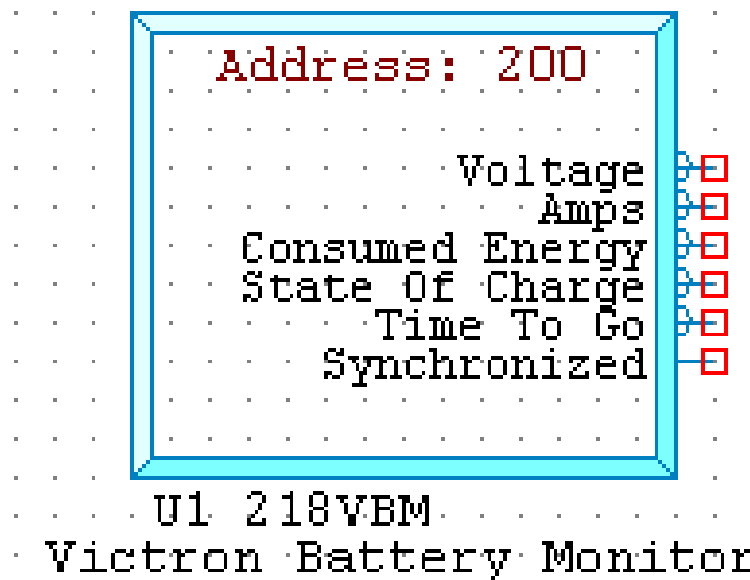 Address: 200
Voltage
Amps
Consumed Energy
State Of Charge
Time To Go
Synchronized
U1 218VBM
Victron Battery Monitor